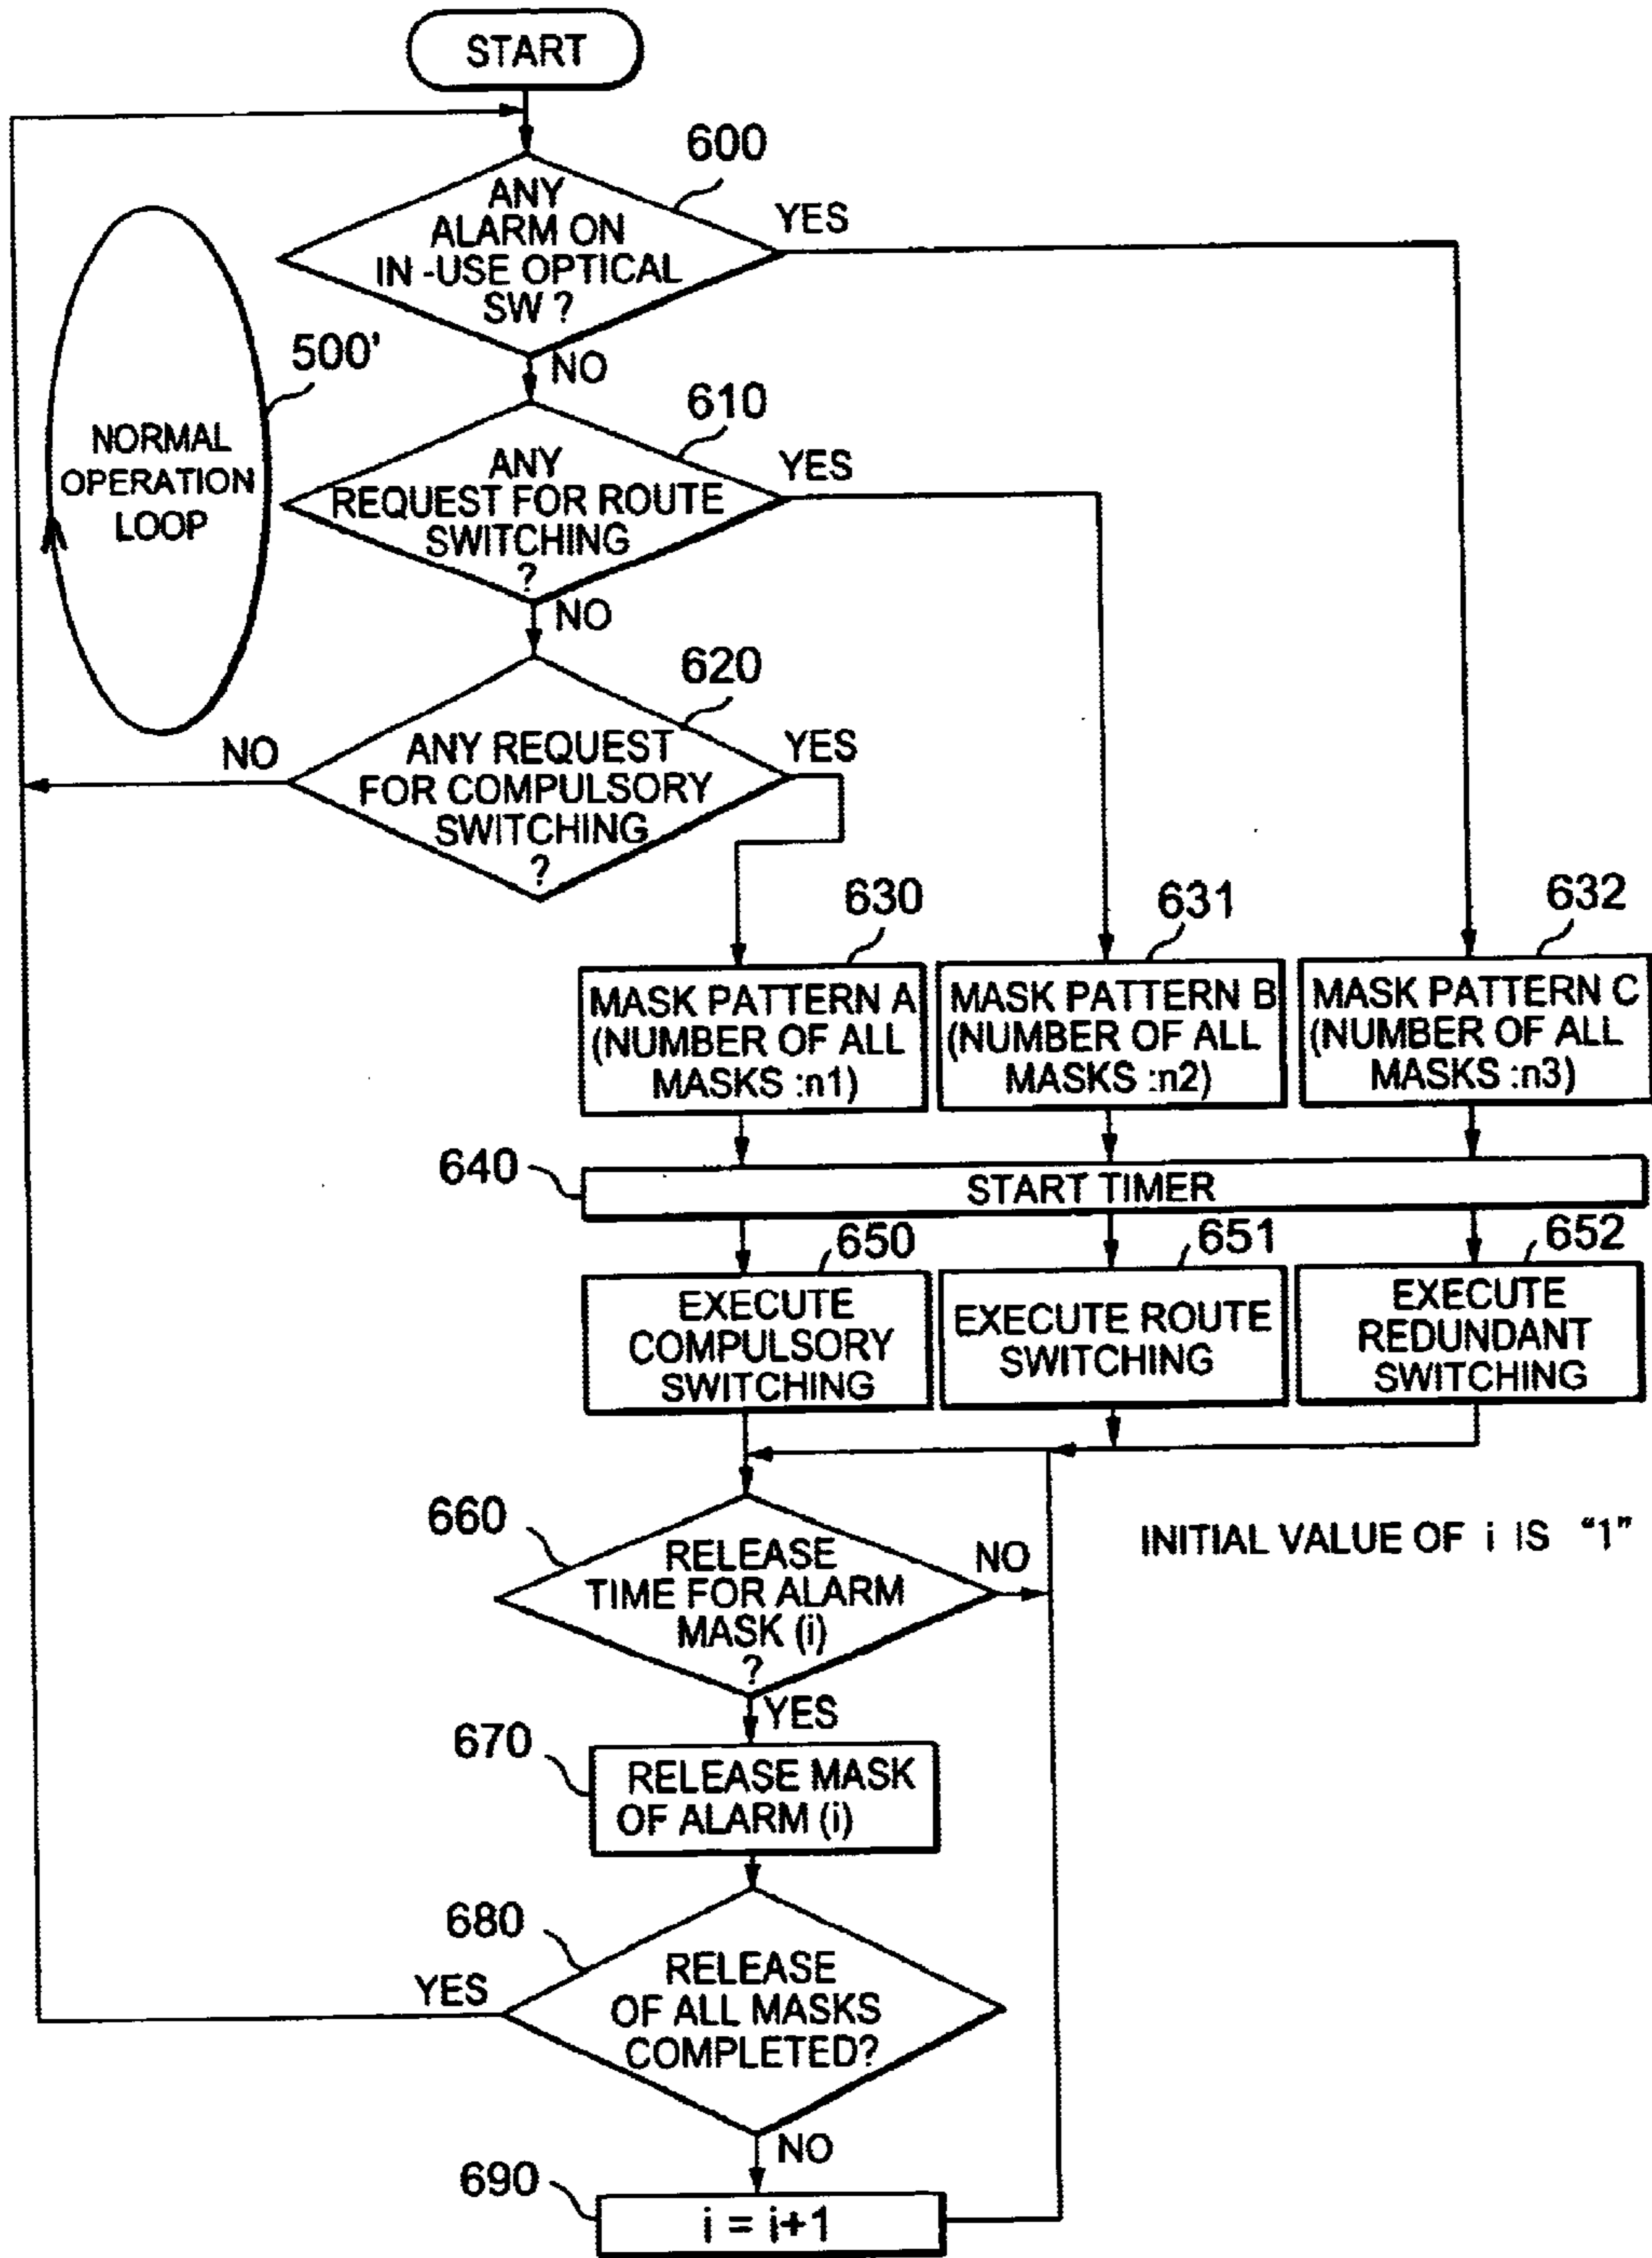 START
600
ANY
ALARM ON
IN -USE OPTICAL
SW ?
YES
NO
500'
NORMAL
OPERATION
LOOP
610
ANY
REQUEST FOR ROUTE
SWITCHING
?
YES
NO
620
ANY REQUEST
FOR COMPULSORY
SWITCHING
?
NO
YES
630
MASK PATTERN A
(NUMBER OF ALL
MASKS :n1)
631
MASK PATTERN B
(NUMBER OF ALL
MASKS :n2)
632
MASK PATTERN C
(NUMBER OF ALL
MASKS :n3)
640
START TIMER
650
EXECUTE
COMPULSORY
SWITCHING
651
EXECUTE ROUTE
SWITCHING
652
EXECUTE
REDUNDANT
SWITCHING
660
RELEASE
TIME FOR ALARM
MASK (i)
?
NO
YES
INITIAL VALUE OF i IS “1”
670
RELEASE MASK
OF ALARM (i)
680
RELEASE
OF ALL MASKS
COMPLETED?
YES
NO
690
i = i+1